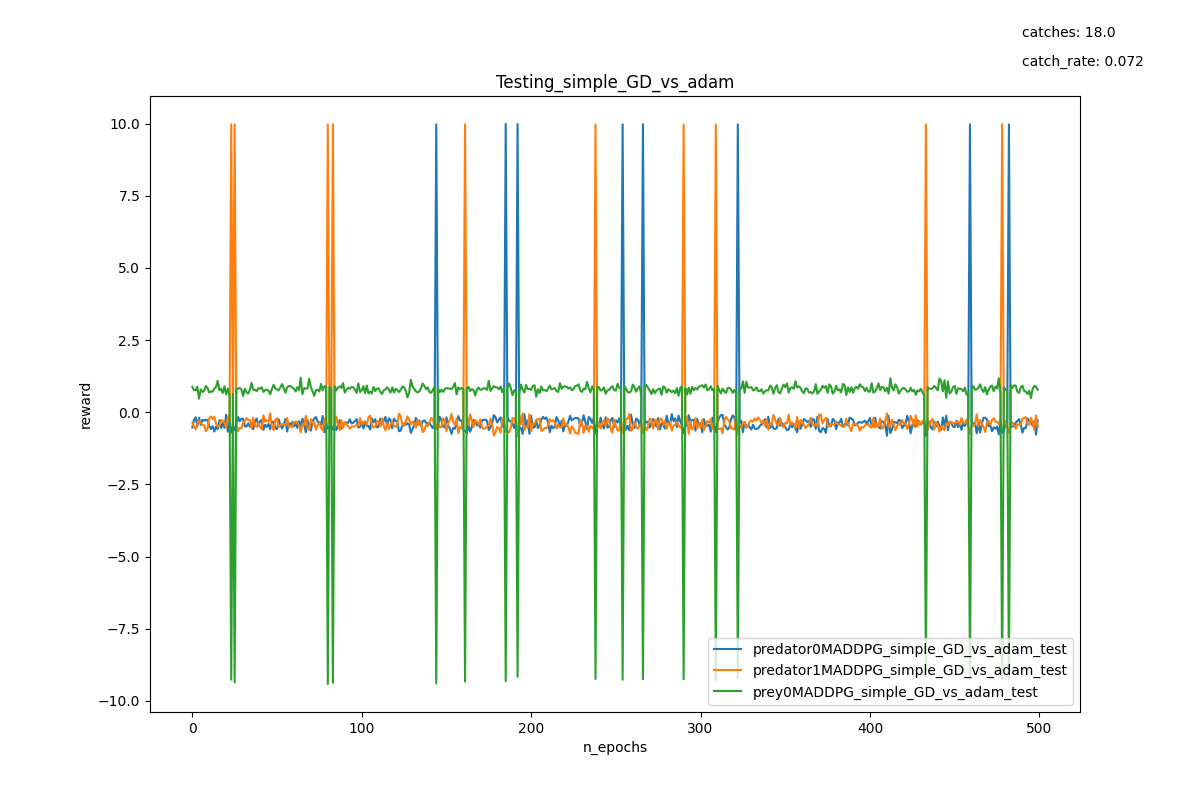 catches: 18.0
catch_rate: 0.072
Testing_simple_GD_vs_adam
10.0
7.5
5.0
2.5
0.0
−2.5
−5.0
−7.5
−10.0
reward
predator0MADDPG_simple_GD_vs_adam_test
predator1MADDPG_simple_GD_vs_adam_test
prey0MADDPG_simple_GD_vs_adam_test
0 100 200 300 400 500
n_epochs